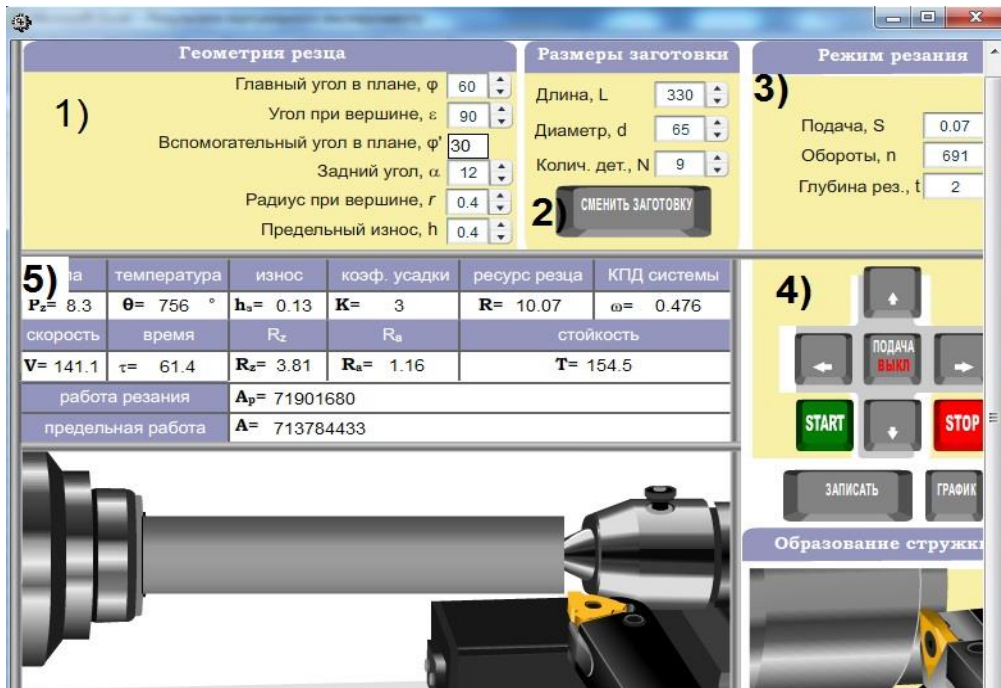 Геометрия резца
1)
Главный угол в плане, φ 60
Угол при вершине, ε 90
Вспомогательный угол в плане, φ' 30
Задний угол, α 12
Радиус при вершине, r 0.4
Предельный износ, h 0.4
Размеры заготовки
Длина, L 330
Диаметр, d 65
Колич. дет., N 9
2)
СМЕНИТЬ ЗАГОТОВКУ
Режим резания
3)
Подача, S 0.07
Обороты, n 691
Глубина рез., t 2
5) температура износ коэф. усадки ресурс резца КПД системы
Pz= 8.3 θ= 756 ° K= 3 R= 10.07 ω= 0.476
скорость время Rz Ra стойкость
V= 141.1 τ= 61.4 Rz= 3.81 Ra= 1.16 T= 154.5
работа резания Ap= 71901680
предельная работа A= 713784433
4)
ПОДАЧА
ВЫКЛ
START
STOP
ЗАПИСАТЬ
ГРАФИК
Образование стружки